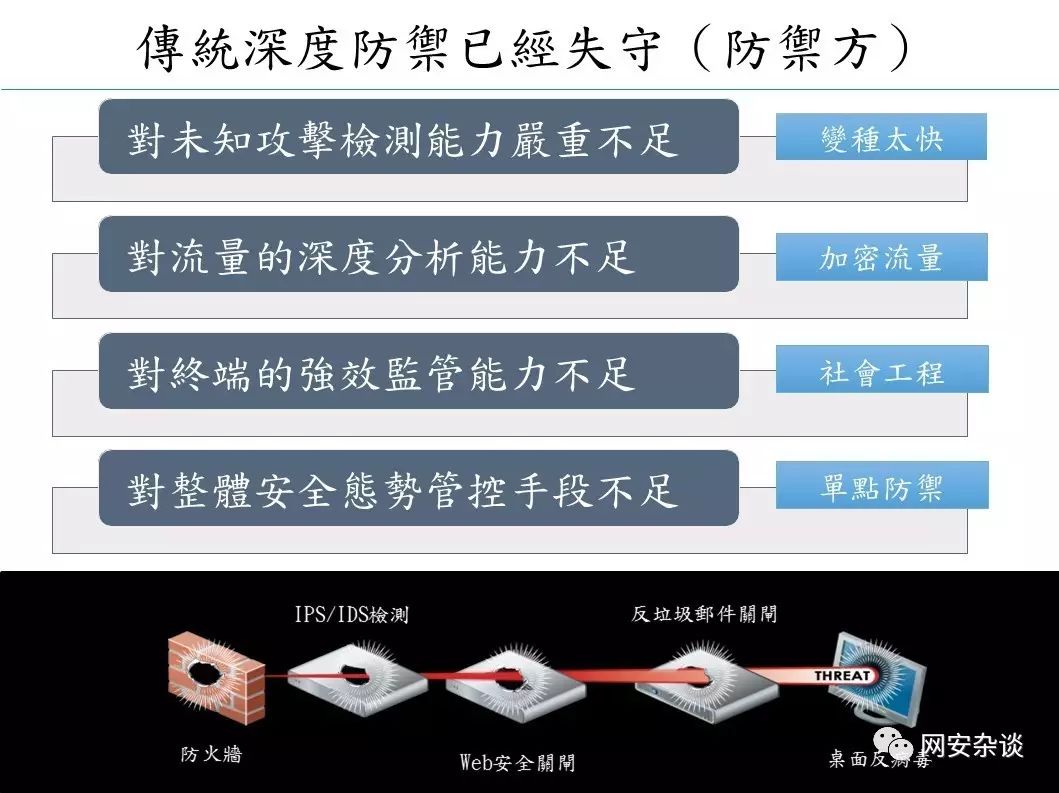 傳統深度防禦已經失守（防禦方）
對未知攻擊檢測能力嚴重不足
變種太快
對流量的深度分析能力不足
加密流量
對終端的強效監管能力不足
社會工程
對整體安全態勢管控手段不足
單點防禦
IPS/IDS檢測
反垃圾郵件關閘
THREAT
防火牆
Web安全關閘
桌面反病毒
网安杂谈